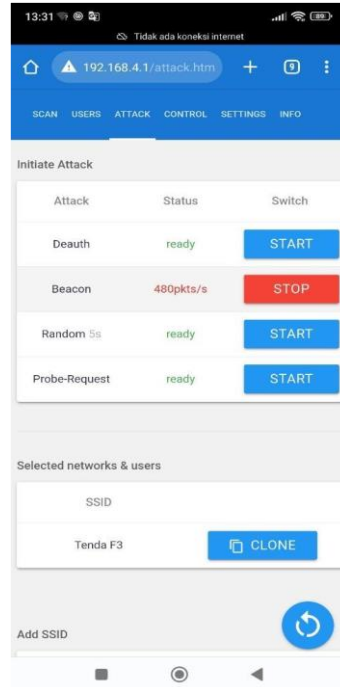 13:31
89
Tidak ada koneksi internet
192.168.4.1/attack.htm
9
SCAN USERS ATTACK CONTROL SETTINGS INFO
Initiate Attack
Attack Status Switch
Deauth ready START
Beacon 480pkts/s STOP
Random 5s ready START
Probe-Request ready START
Selected networks & users
SSID
Tenda F3 CLONE
Add SSID